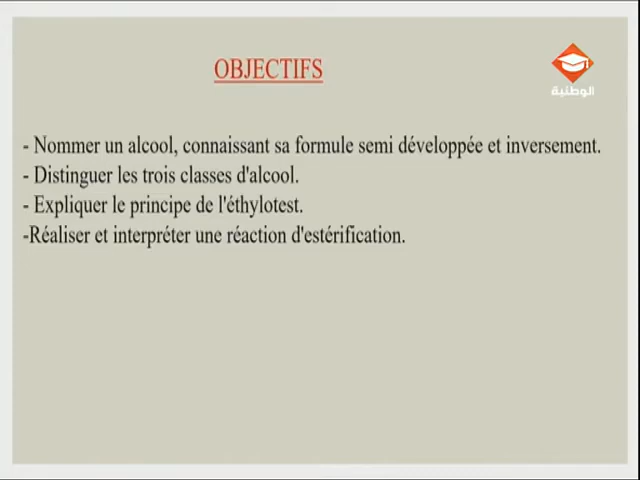 OBJECTIFS
الوطنية
- Nommer un alcool, connaissant sa formule semi développée et inversement.
- Distinguer les trois classes d'alcool.
- Expliquer le principe de l'éthylotest.
-Réaliser et interpréter une réaction d'estérification.